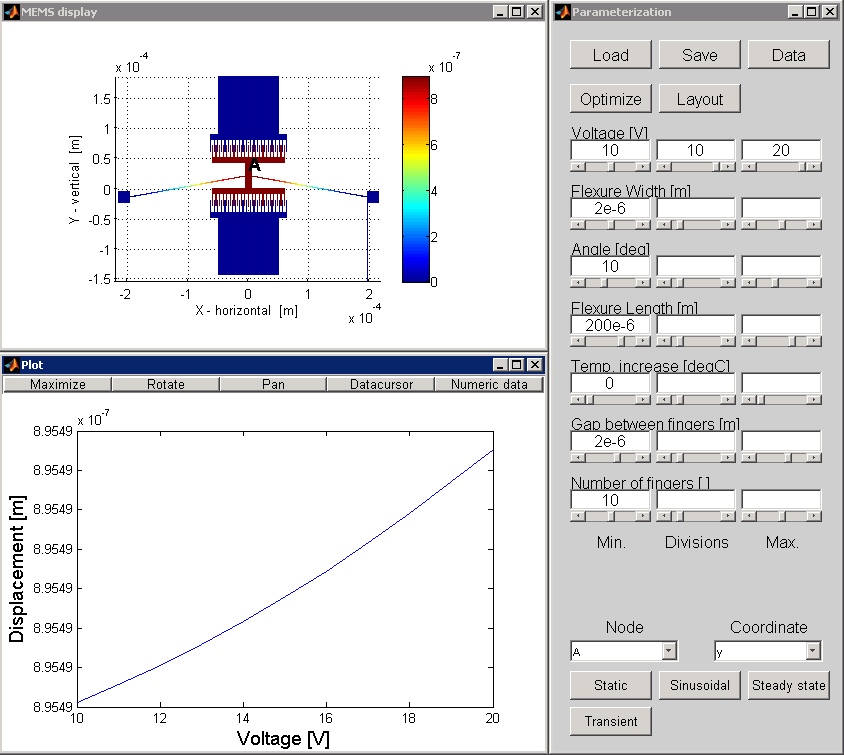 MEMS display
x 10-4
x 10-7
1.5
1
0.5
0
-0.5
-1
-1.5
Y - vertical [m]
A
-2
-1
0
1
2
X - horizontal [m]
x 10-4
8
6
4
2
0
Plot
Maximize Rotate Pan Datacursor Numeric data
x 10-7
8.9549
8.9549
8.9549
8.9549
8.9549
8.9549
8.9549
8.9549
Displacement [m]
10 12 14 16 18 20
Voltage [V]
Parameterization
Load Save Data
Optimize Layout
Voltage [V]
10 10 20
Flexure Width [m]
2e-6
Angle [deg]
10
Flexure Length [m]
200e-6
Temp. increase [degC]
0
Gap between fingers [m]
2e-6
Number of fingers [ ]
10
Min. Divisions Max.
Node Coordinate
A y
Static Sinusoidal Steady state
Transient